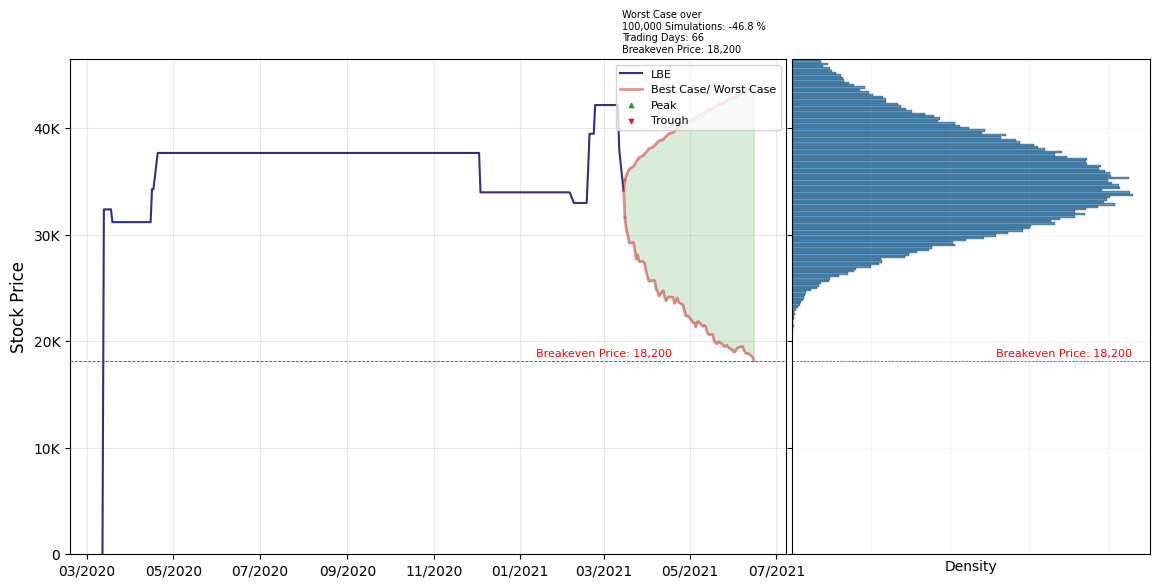 Worst Case over
100,000 Simulations: -46.8 %
Trading Days: 66
Breakeven Price: 18,200
LBE
Best Case/ Worst Case
Peak
Trough
Stock Price
40K
30K
20K
10K
0
Breakeven Price: 18,200
Breakeven Price: 18,200
03/2020 05/2020 07/2020 09/2020 11/2020 01/2021 03/2021 05/2021 07/2021
Density